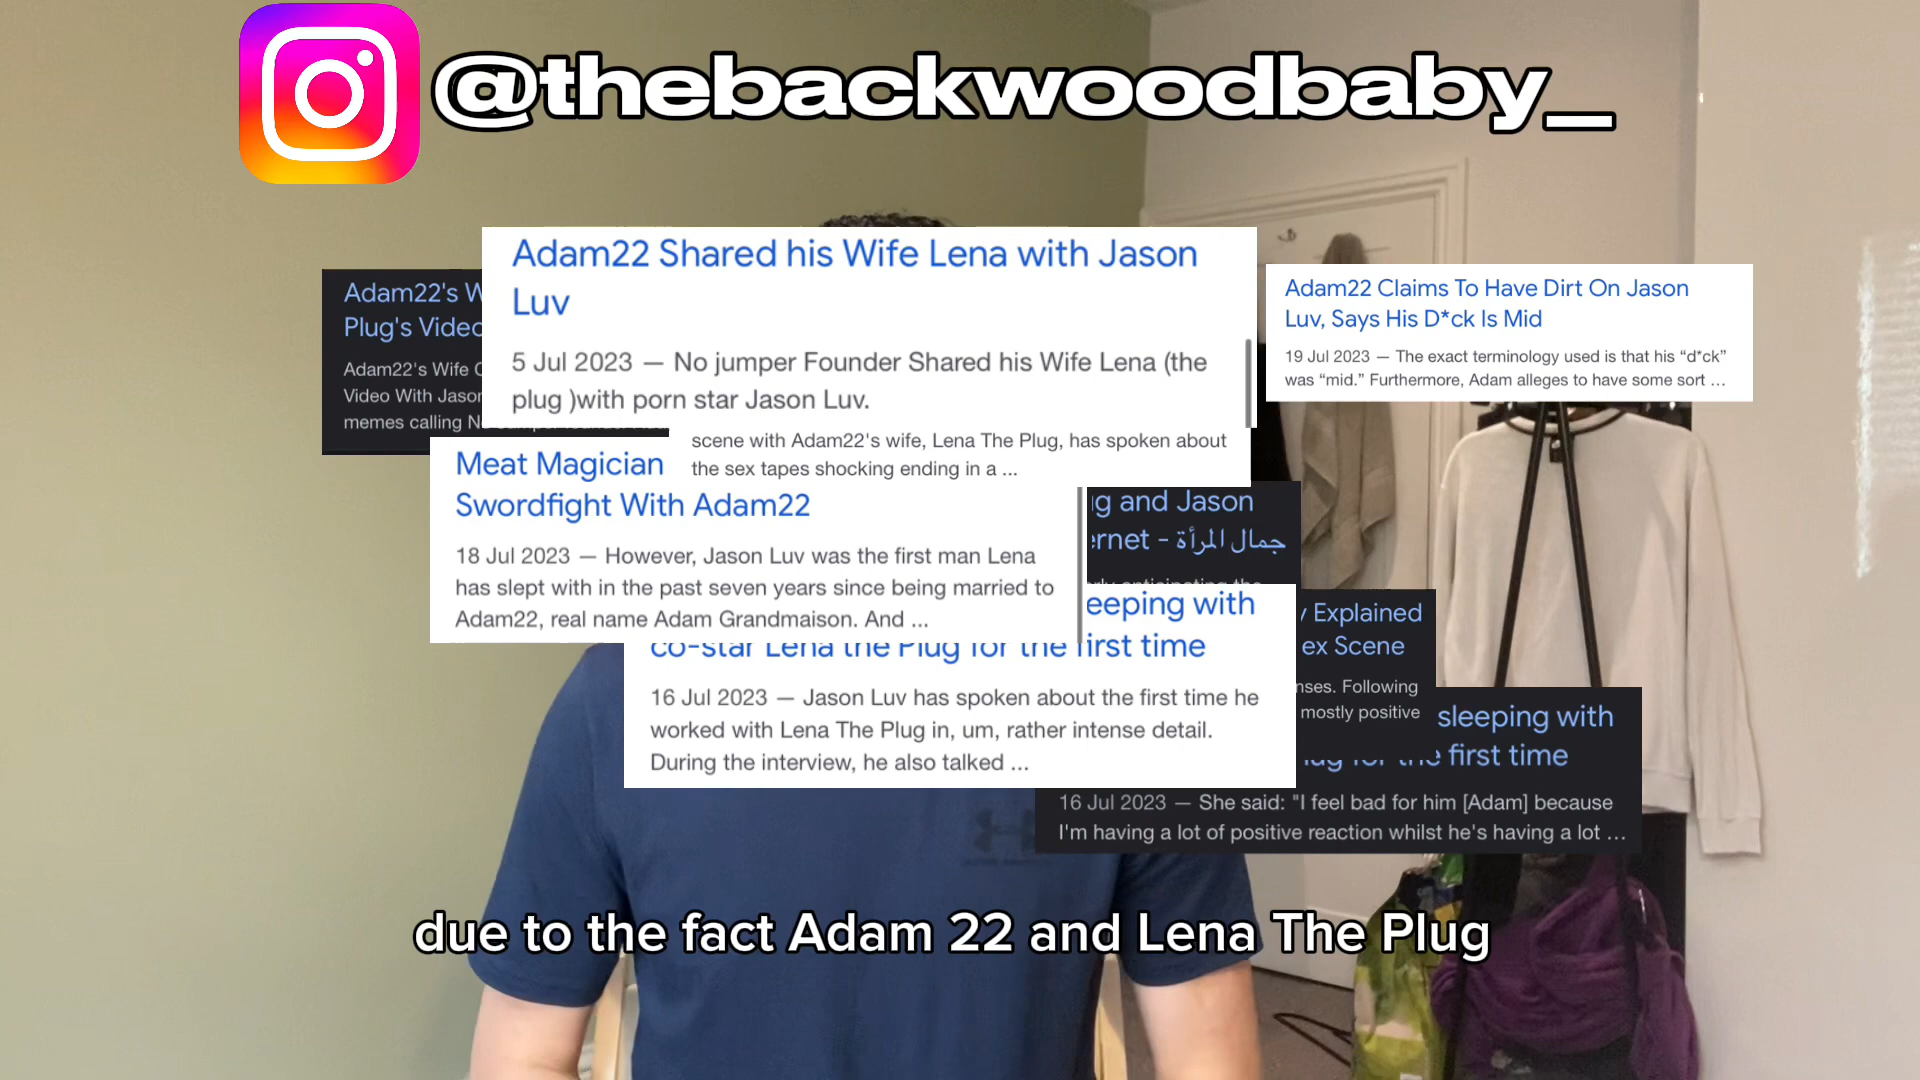 @thebackwoodbaby_
Adam22 Shared his Wife Lena with Jason
Luv
5 Jul 2023 — No jumper Founder Shared his Wife Lena (the
plug )with porn star Jason Luv.
Adam22's
Plug's
Adam22's Wife
Video With
memes calling
Adam22 Claims To Have Dirt On Jason
Luv, Says His D*ck Is Mid
19 Jul 2023 — The exact terminology used is that his “d*ck”
was “mid.” Furthermore, Adam alleges to have some sort ...
scene with Adam22's wife, Lena The Plug, has spoken about
the sex tapes shocking ending in a ...
Meat Magician
Swordfight With Adam22
18 Jul 2023 — However, Jason Luv was the first man Lena
has slept with in the past seven years since being married to
Adam22, real name Adam Grandmaison. And ...
and Jason
- جمال المرأة
with
co-star Lena the Plug for the first time
16 Jul 2023 — Jason Luv has spoken about the first time he
worked with Lena The Plug in, um, rather intense detail.
During the interview, he also talked ...
Explained
Scene
Following
mostly positive
sleeping with
first time
16 Jul 2023 — She said: "I feel bad for him [Adam] because
I'm having a lot of positive reaction whilst he's having a lot ...
due to the fact Adam 22 and Lena The Plug